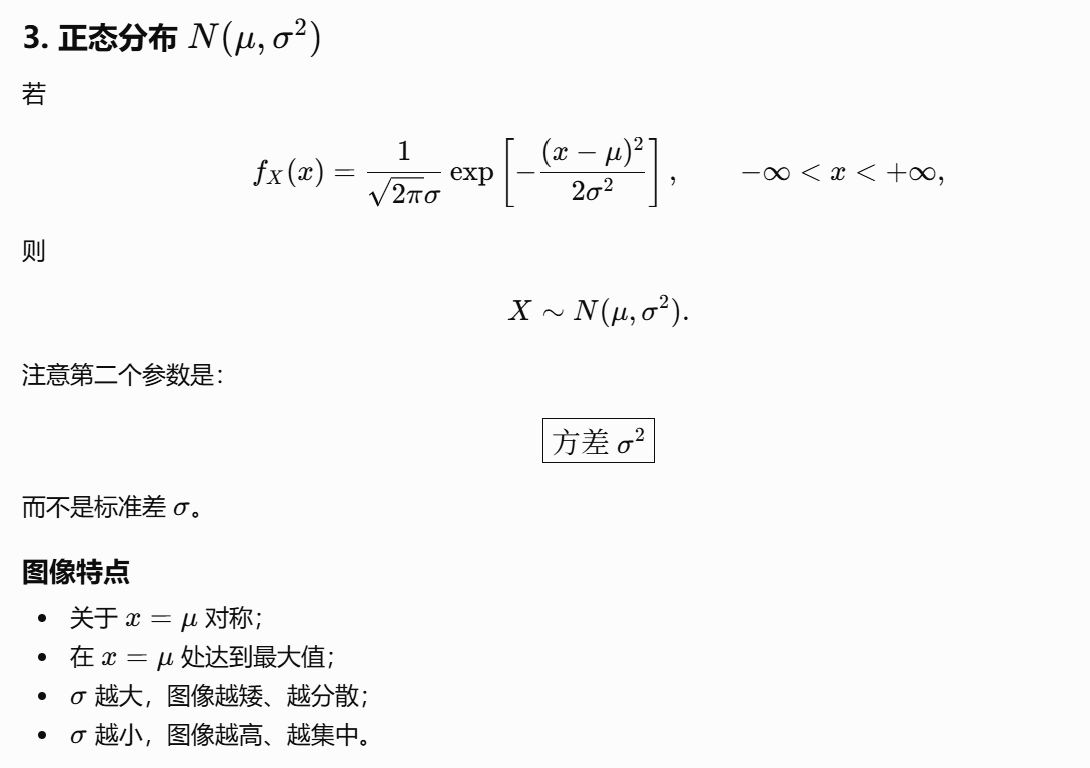 3. 正态分布 N(μ, σ²)
若
f_X(x) = \frac{1}{\sqrt{2π}σ} exp[-\frac{(x − μ)²}{2σ²}], −∞ < x < +∞,
则
X ∼ N(μ, σ²).
注意第二个参数是：
方差 σ²
而不是标准差 σ。
图像特点
• 关于 x = μ 对称；
• 在 x = μ 处达到最大值；
• σ 越大，图像越矮、越分散；
• σ 越小，图像越高、越集中。